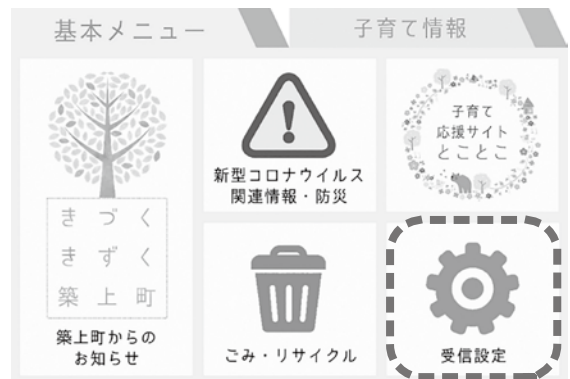 基本メニュー
子育て情報
きづく
きずく
築上町
築上町からの
お知らせ
新型コロナウイルス
関連情報・防災
子育て
応援サイト
とことこ
ごみ・リサイクル
受信設定